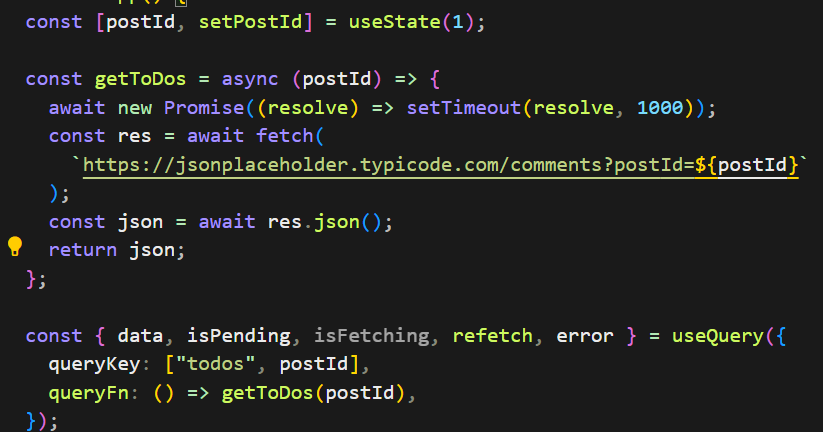 const [postId, setPostId] = useState(1);
const getToDos = async (postId) => {
await new Promise((resolve) => setTimeout(resolve, 1000));
const res = await fetch(
`https://jsonplaceholder.typicode.com/comments?postId=${postId}`
);
const json = await res.json();
return json;
};
const { data, isPending, isFetching, refetch, error } = useQuery({
queryKey: ["todos", postId],
queryFn: () => getToDos(postId),
});